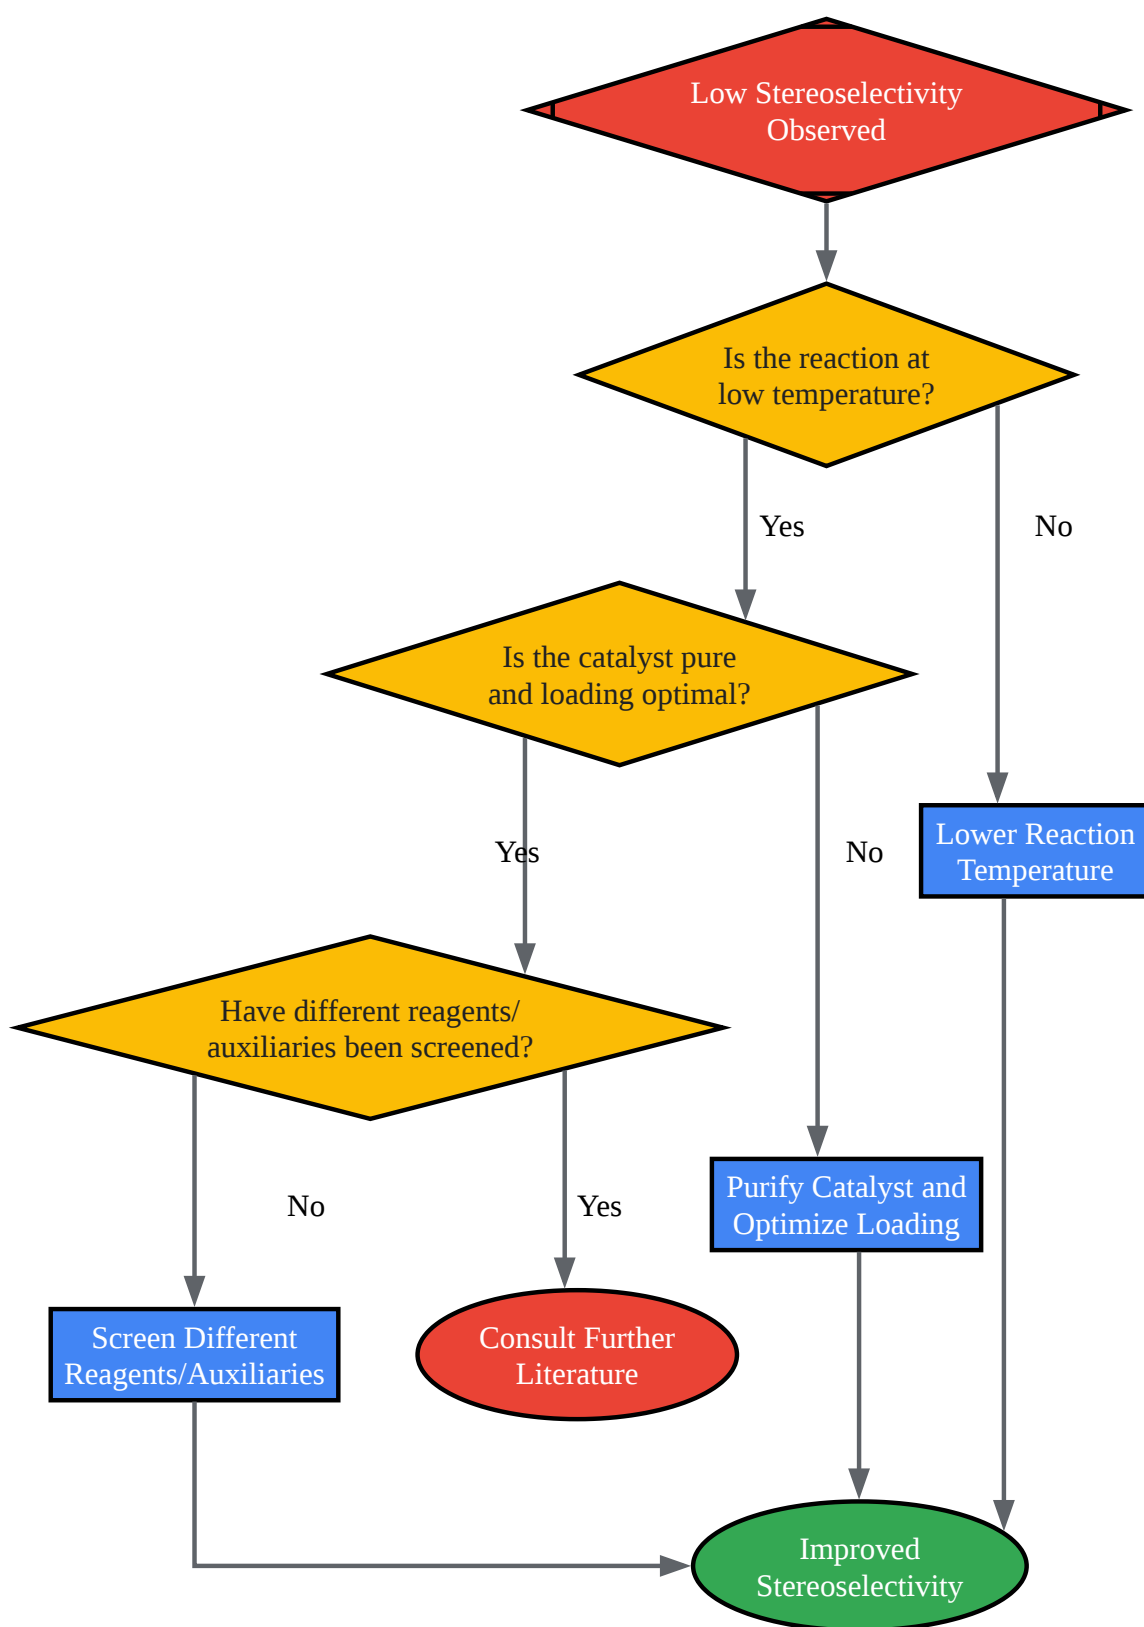 Low Stereoselectivity
Observed
Is the reaction at
low temperature?
Yes
No
Is the catalyst pure
and loading optimal?
Yes
No
Lower Reaction
Temperature
Have different reagents/
auxiliaries been screened?
No
Yes
Purify Catalyst and
Optimize Loading
Screen Different
Reagents/Auxiliaries
Consult Further
Literature
Improved
Stereoselectivity